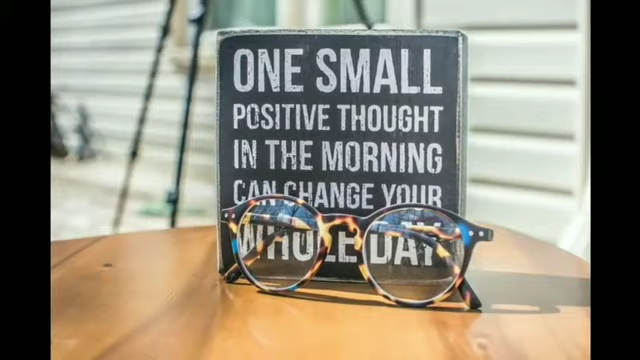 ONE SMALL
POSITIVE THOUGHT
IN THE MORNING
CAN CHANGE YOUR
WHOLE DAY